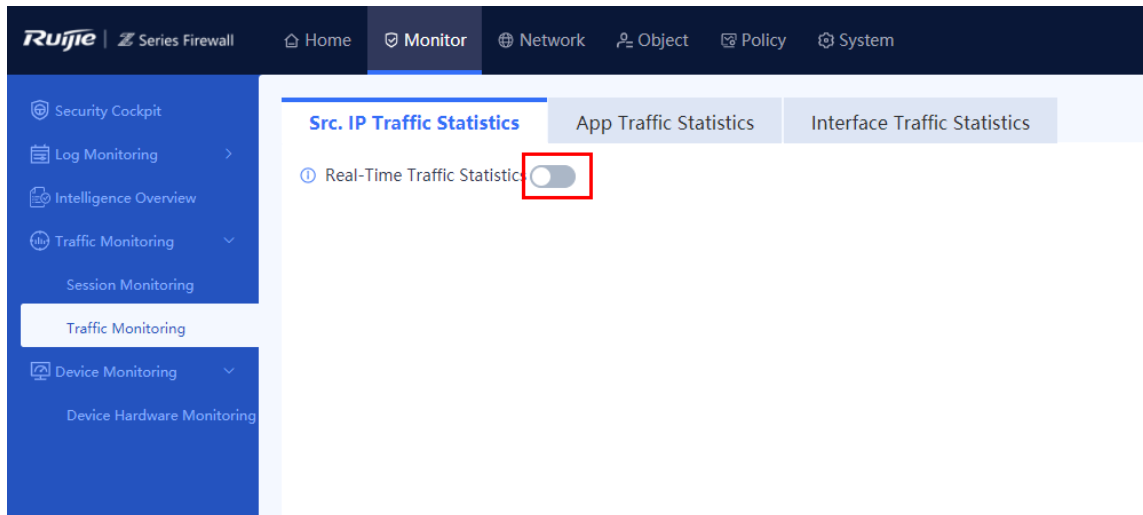 Ruijie | Z Series Firewall Home Monitor Network Object Policy System
Security Cockpit
Log Monitoring
Intelligence Overview
Traffic Monitoring
Session Monitoring
Traffic Monitoring
Device Monitoring
Device Hardware Monitoring
Src. IP Traffic Statistics App Traffic Statistics Interface Traffic Statistics
Real-Time Traffic Statistics